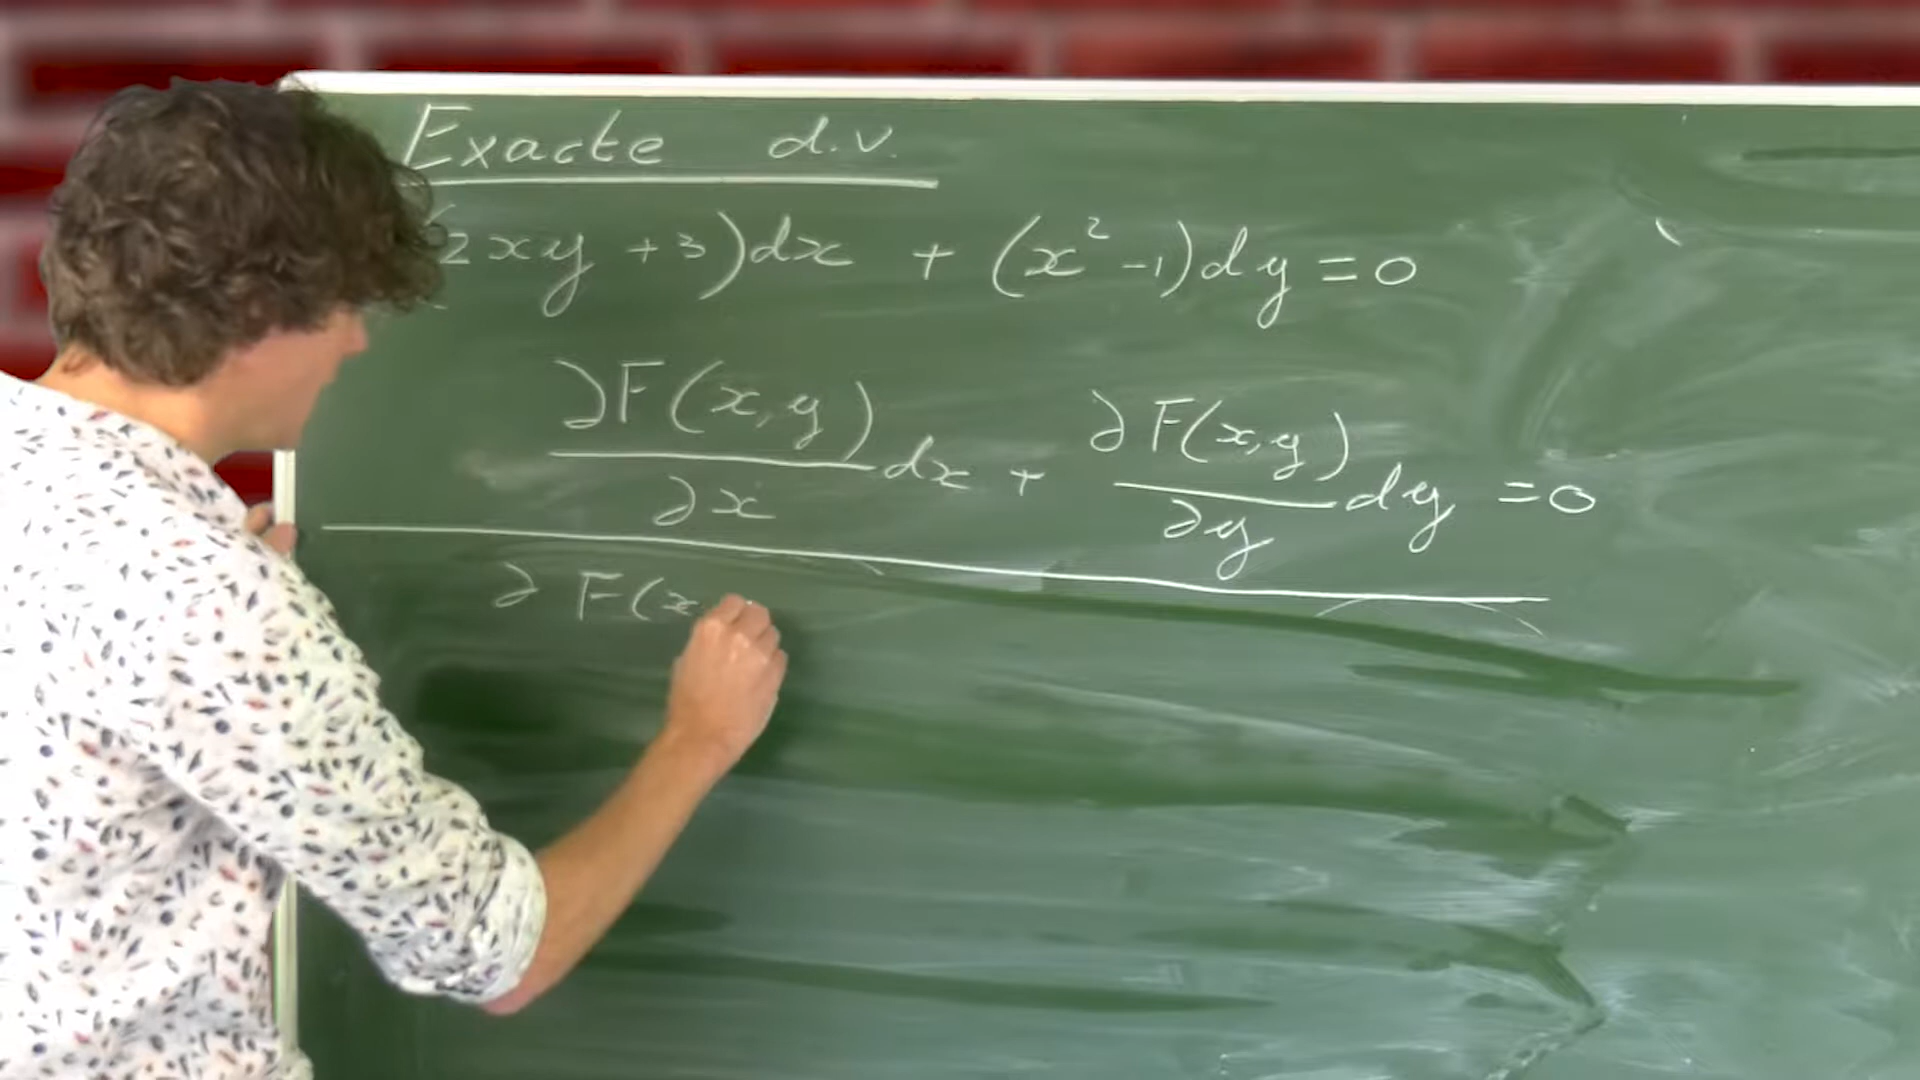 Exacte d.v.
(2xy +3)dx + (x² -1)dy = 0
∂F(x,y)/∂x dx + ∂F(x,y)/∂y dy = 0
∂ F(x